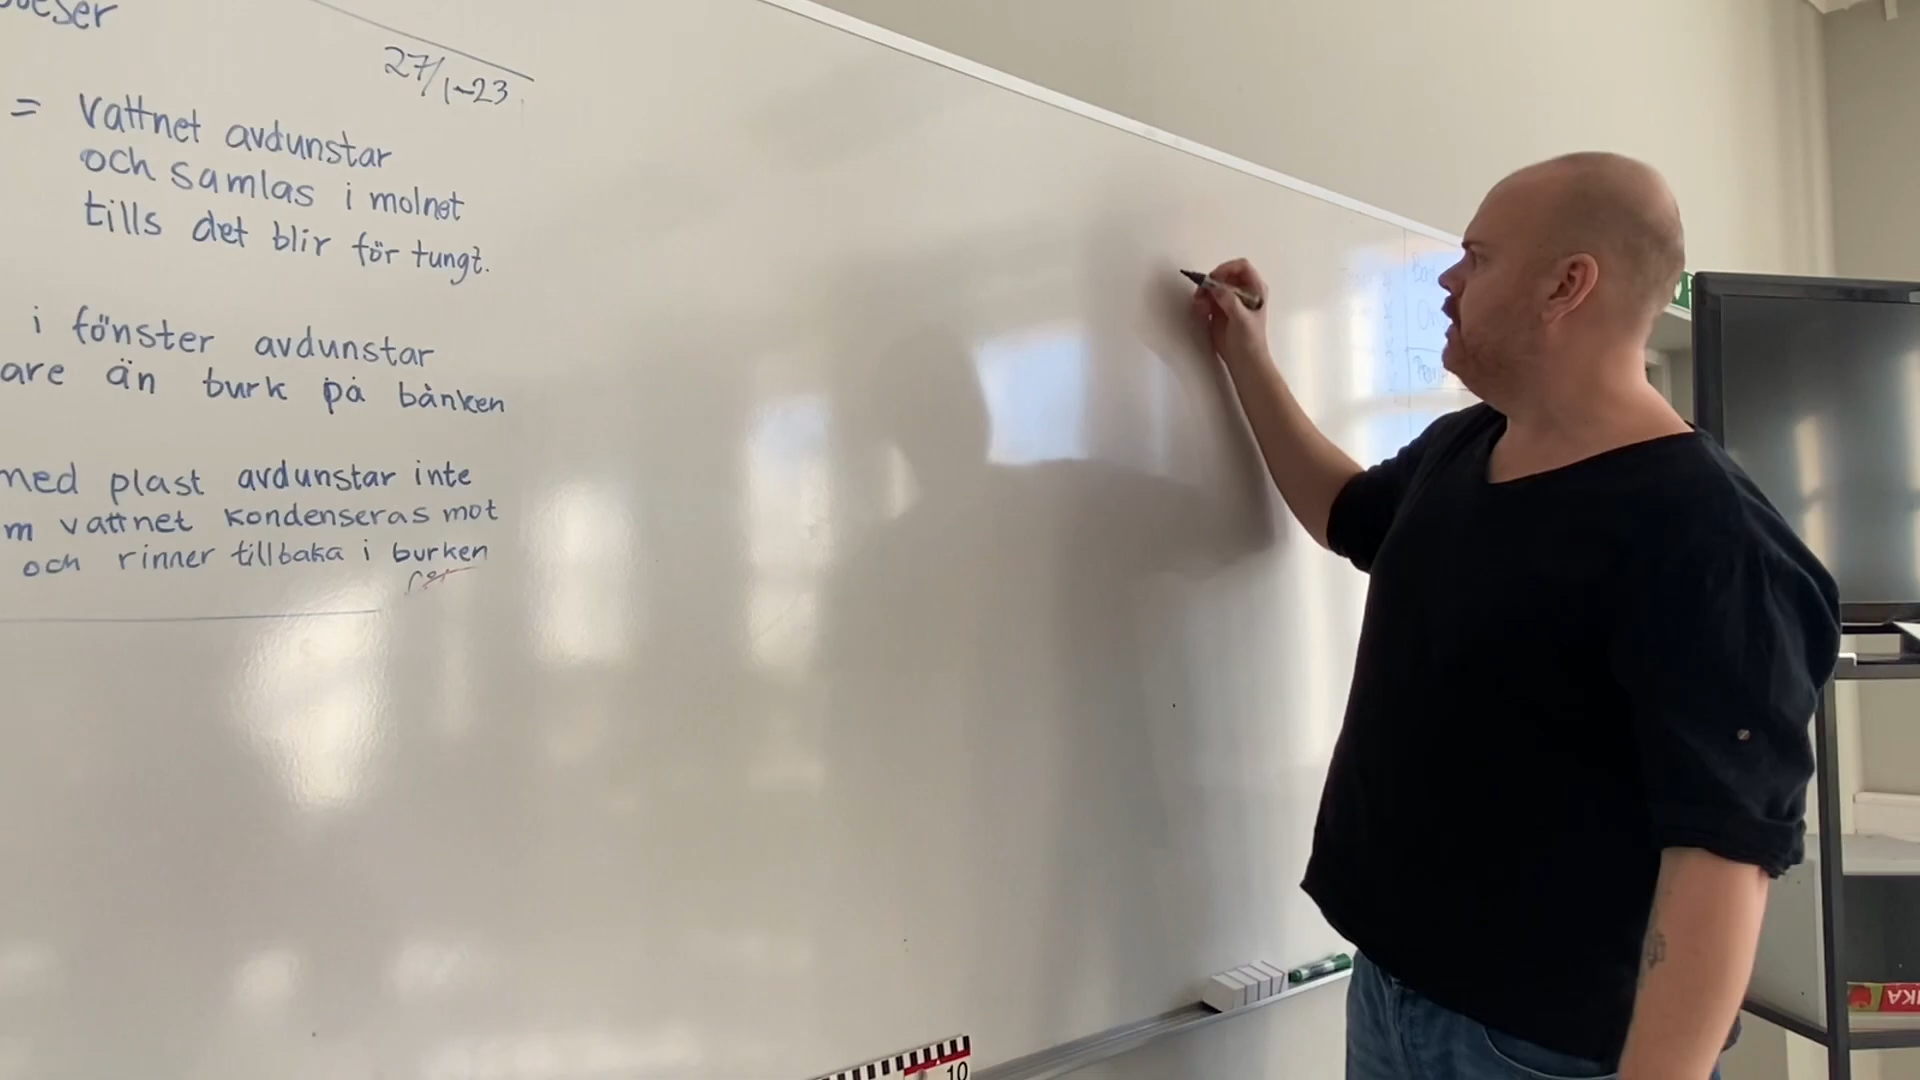 27/1-23
= vattnet avdunstar
och samlas i molnet
tills det blir för tungt.
i fönster avdunstar
are än burk på bänken
med plast avdunstar inte
m vattnet kondenseras mot
och rinner tillbaka i burken
10